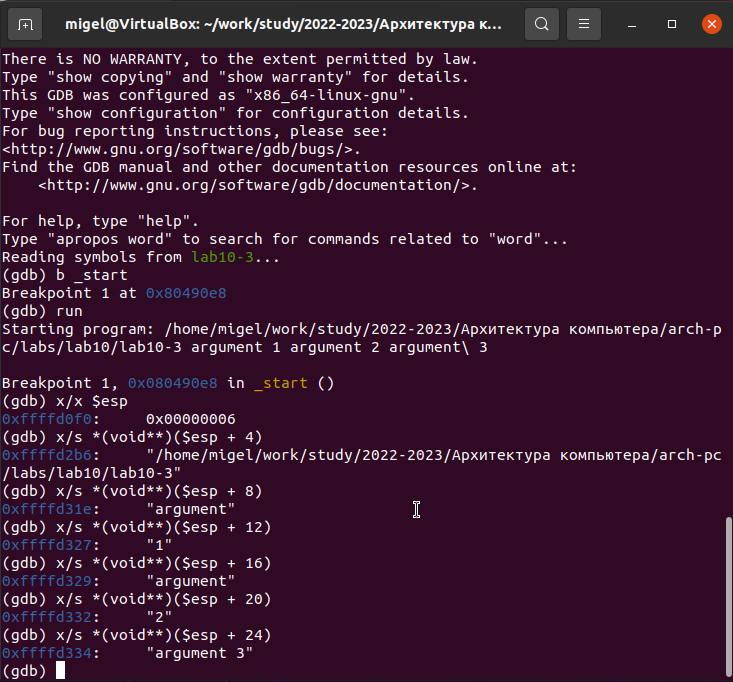 migel@VirtualBox: ~/work/study/2022-2023/Архитектура к...
There is NO WARRANTY, to the extent permitted by law.
Type "show copying" and "show warranty" for details.
This GDB was configured as "x86_64-linux-gnu".
Type "show configuration" for configuration details.
For bug reporting instructions, please see:
<http://www.gnu.org/software/gdb/bugs/>.
Find the GDB manual and other documentation resources online at:
    <http://www.gnu.org/software/gdb/documentation/>.
For help, type "help".
Type "apropos word" to search for commands related to "word"...
Reading symbols from lab10-3...
(gdb) b _start
Breakpoint 1 at 0x80490e8
(gdb) run
Starting program: /home/migel/work/study/2022-2023/Архитектура компьютера/arch-p
c/labs/lab10/lab10-3 argument 1 argument 2 argument\ 3
Breakpoint 1, 0x080490e8 in _start ()
(gdb) x/x $esp
0xffffd0f0:     0x00000006
(gdb) x/s *(void**)($esp + 4)
0xffffd2b6:     "/home/migel/work/study/2022-2023/Архитектура компьютера/arch-pc
/labs/lab10/lab10-3"
(gdb) x/s *(void**)($esp + 8)
0xffffd31e:     "argument"
(gdb) x/s *(void**)($esp + 12)
0xffffd327:     "1"
(gdb) x/s *(void**)($esp + 16)
0xffffd329:     "argument"
(gdb) x/s *(void**)($esp + 20)
0xffffd332:     "2"
(gdb) x/s *(void**)($esp + 24)
0xffffd334:     "argument 3"
(gdb)